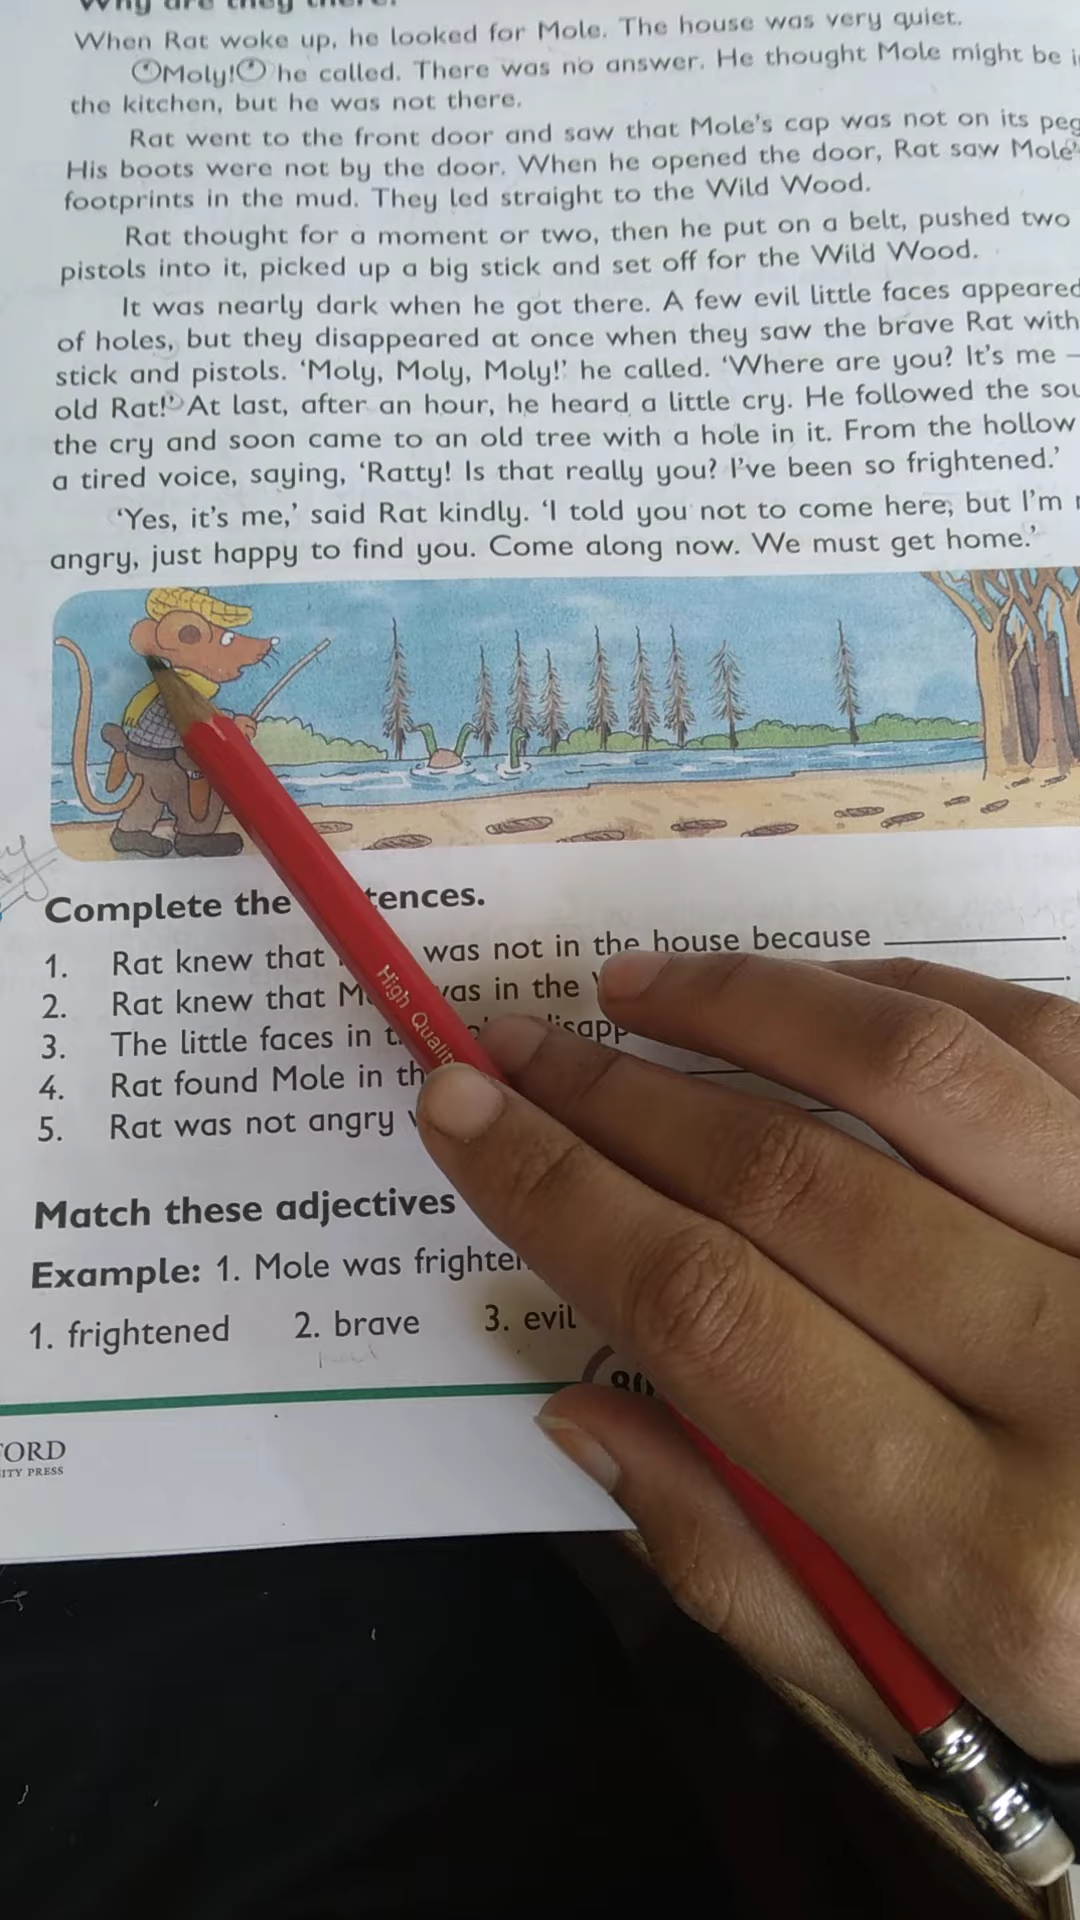 Why are they there?
When Rat woke up, he looked for Mole. The house was very quiet.
'Moly!' he called. There was no answer. He thought Mole might be
the kitchen, but he was not there.
Rat went to the front door and saw that Mole's cap was not on its peg
His boots were not by the door. When he opened the door, Rat saw Mole'
footprints in the mud. They led straight to the Wild Wood.
Rat thought for a moment or two, then he put on a belt, pushed two
pistols into it, picked up a big stick and set off for the Wild Wood.
It was nearly dark when he got there. A few evil little faces appeared
of holes, but they disappeared at once when they saw the brave Rat with
stick and pistols. 'Moly, Moly, Moly!' he called. 'Where are you? It's me –
old Rat!' At last, after an hour, he heard a little cry. He followed the
the cry and soon came to an old tree with a hole in it. From the hollow
a tired voice, saying, 'Ratty! Is that really you? I've been so frightened.'
'Yes, it's me,' said Rat kindly. 'I told you not to come here, but I'm
angry, just happy to find you. Come along now. We must get home.'
Complete the tences.
1. Rat knew that was not in the house because ________.
2. Rat knew that M was in the
3. The little faces in t disapp
4. Rat found Mole in th
5. Rat was not angry
Match these adjectives
Example: 1. Mole was frighten
1. frightened 2. brave 3. evil
80
FORD
ITY PRESS
High Quality